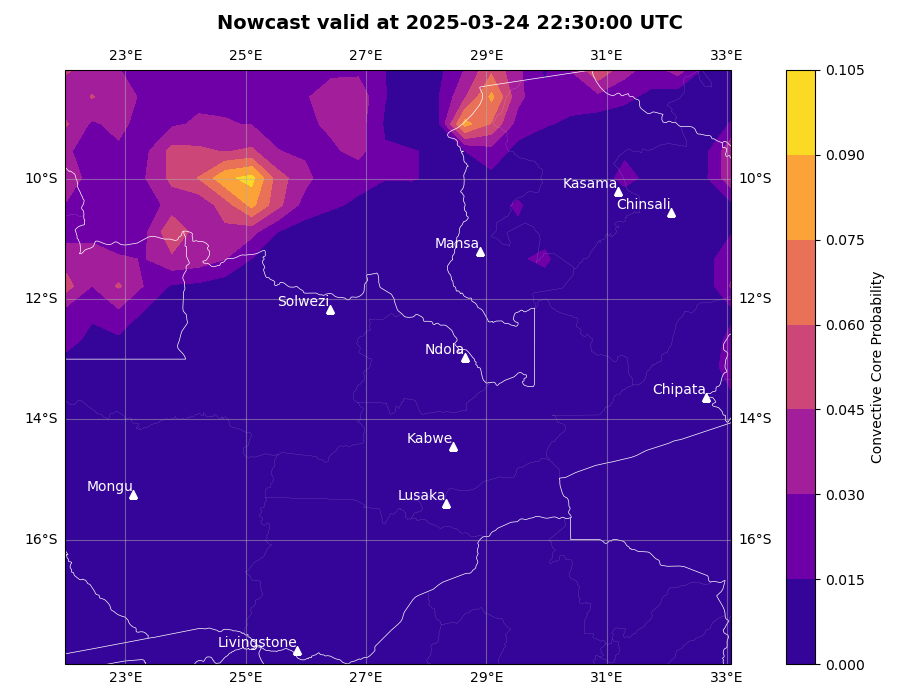 Nowcast valid at 2025-03-24 22:30:00 UTC
23°E 25°E 27°E 29°E 31°E 33°E
0.105
0.090
10°S 10°S
Kasama
Chinsali
0.075
Mansa
12°S 12°S
Solwezi
0.060
Ndola
Chipata
0.045
14°S 14°S
Kabwe
0.030
Mongu
Lusaka
16°S 16°S
0.015
Livingstone
0.000
23°E 25°E 27°E 29°E 31°E 33°E
Convective Core Probability